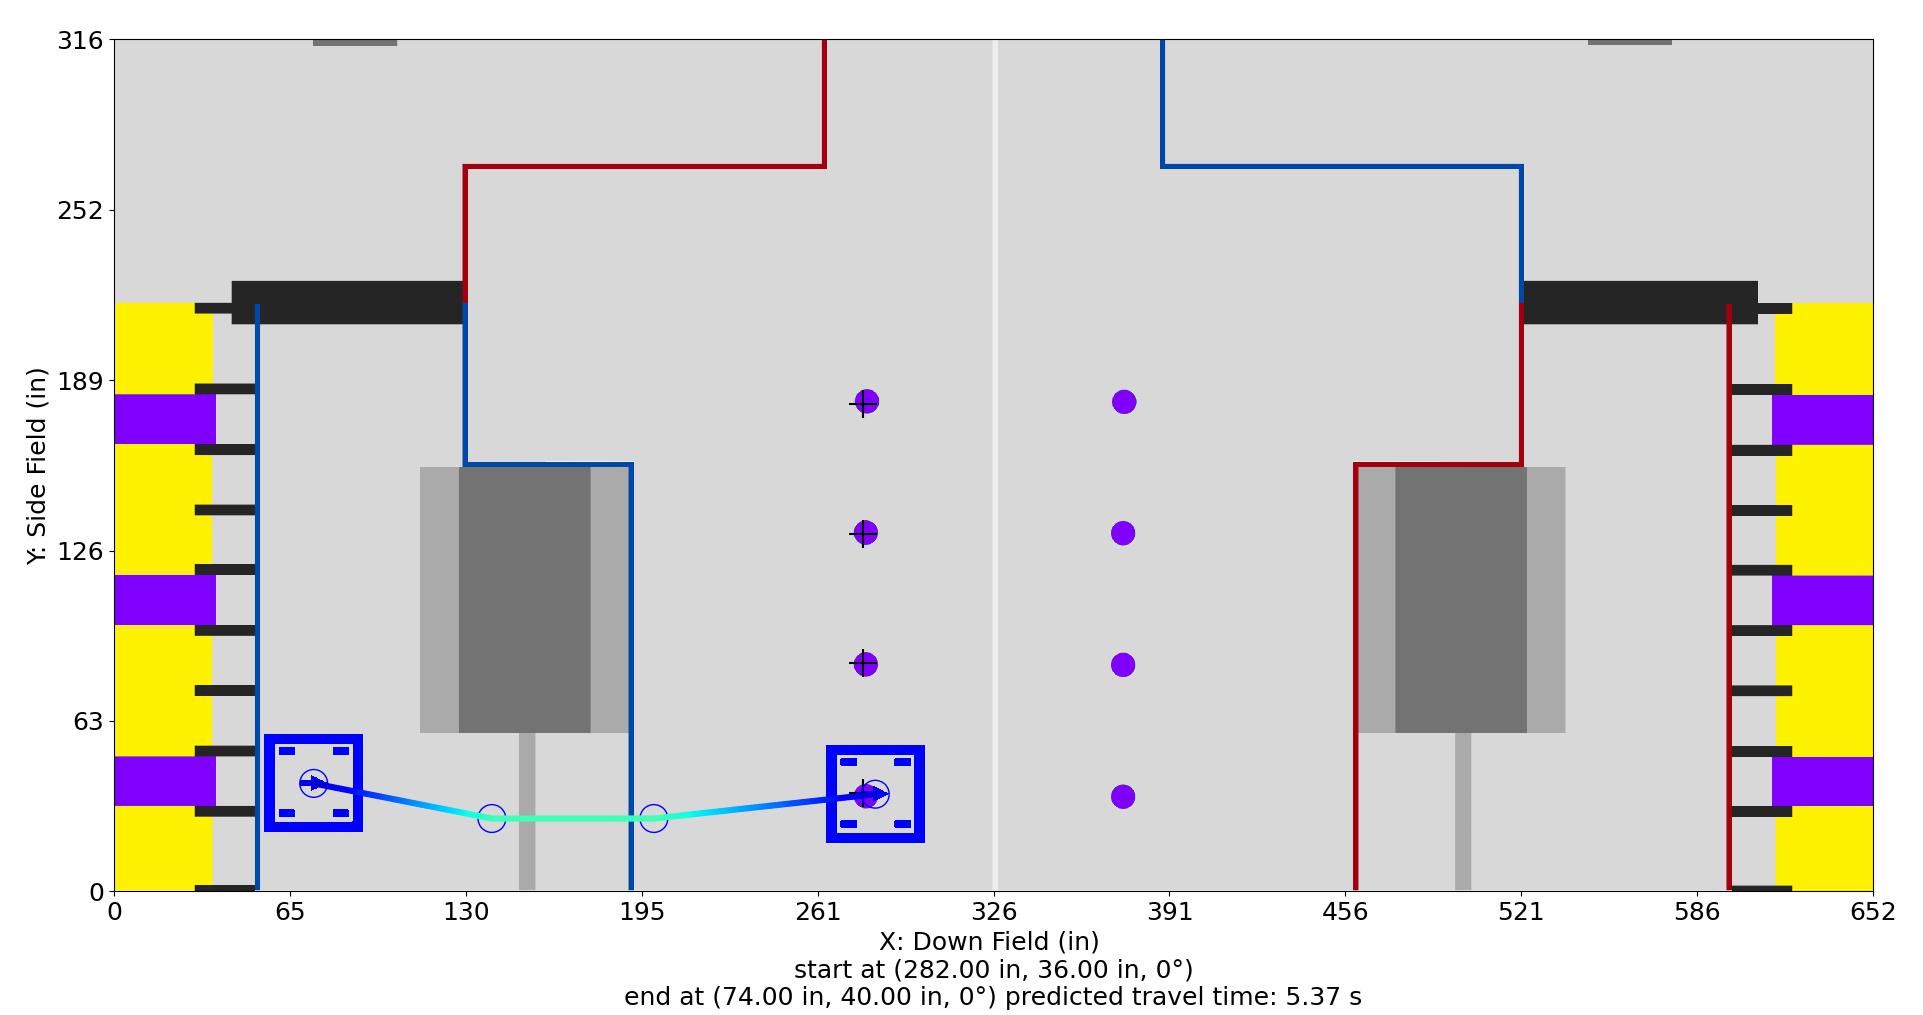 316
252
189
126
63
0
Y: Side Field (in)
0 65 130 195 261 326 391 456 521 586 652
X: Down Field (in)
start at (282.00 in, 36.00 in, 0°)
end at (74.00 in, 40.00 in, 0°) predicted travel time: 5.37 s